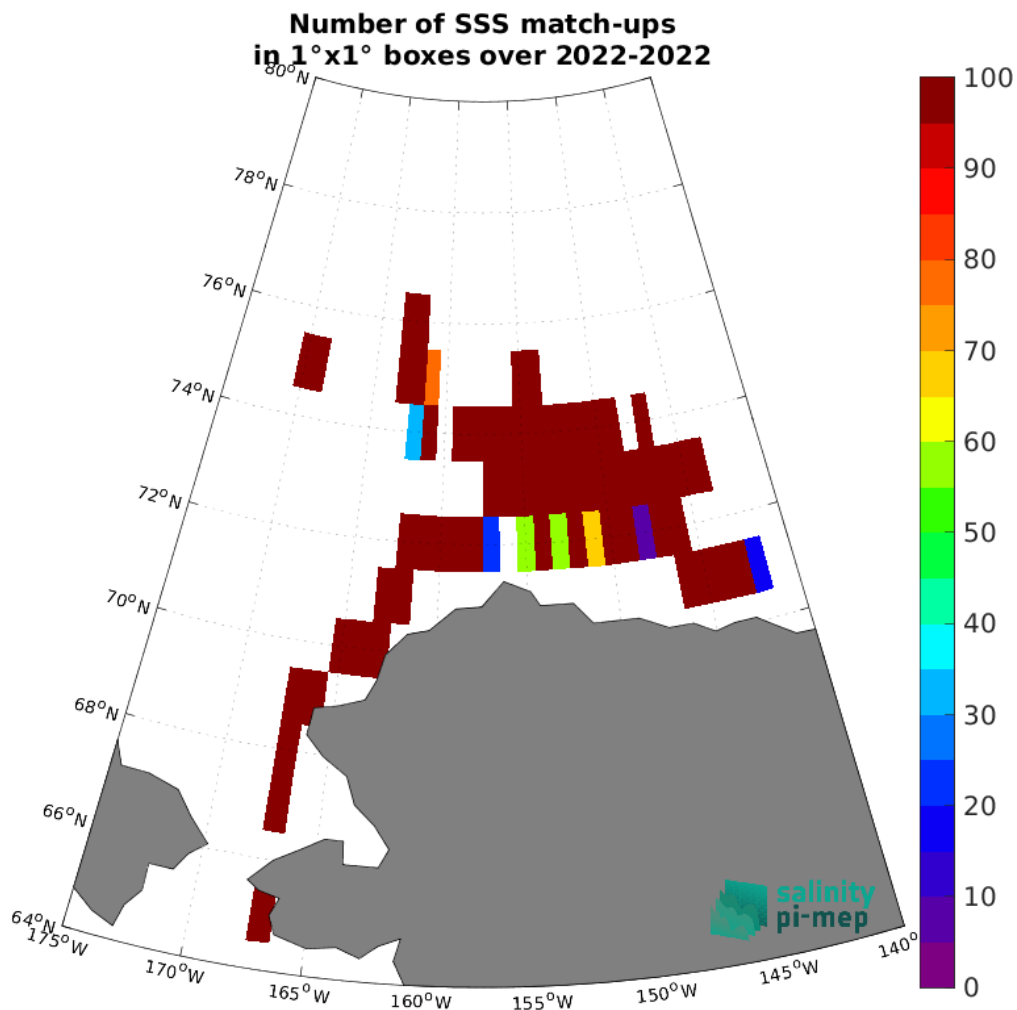 Number of SSS match-ups
in 1°x1° boxes over 2022-2022
80°N
78°N
76°N
74°N
72°N
70°N
68°N
66°N
64°N
175°W
170°W
165°W
160°W
155°W
150°W
145°W
140°
100
90
80
70
60
50
40
30
20
10
0
salinity
pi-mep